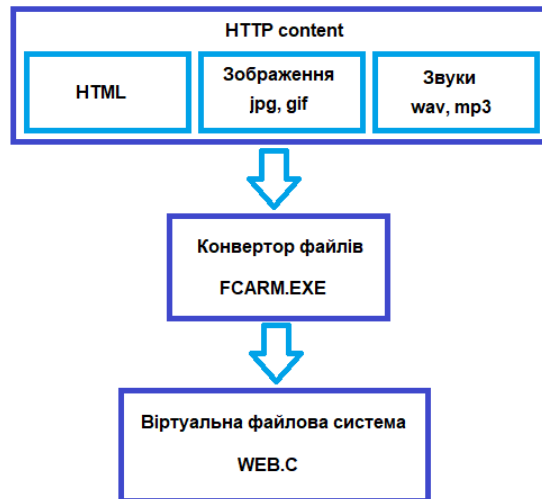 HTTP content
HTML
Зображення
jpg, gif
Звуки
wav, mp3
Конвертор файлів
FCARM.EXE
Віртуальна файлова система
WEB.C